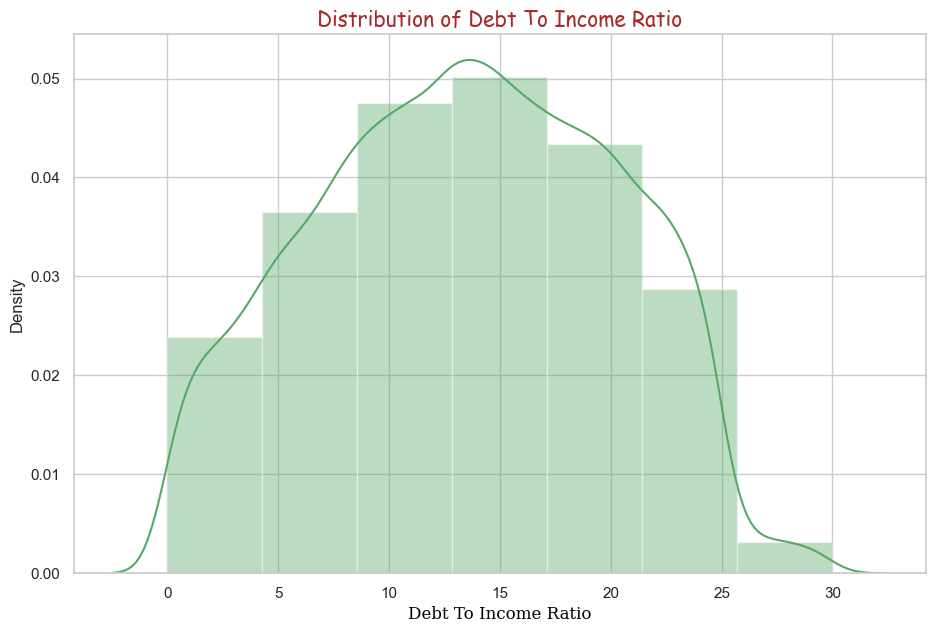 Distribution of Debt To Income Ratio
0.05
0.04
0.03
0.02
0.01
0.00
Density
0 5 10 15 20 25 30
Debt To Income Ratio